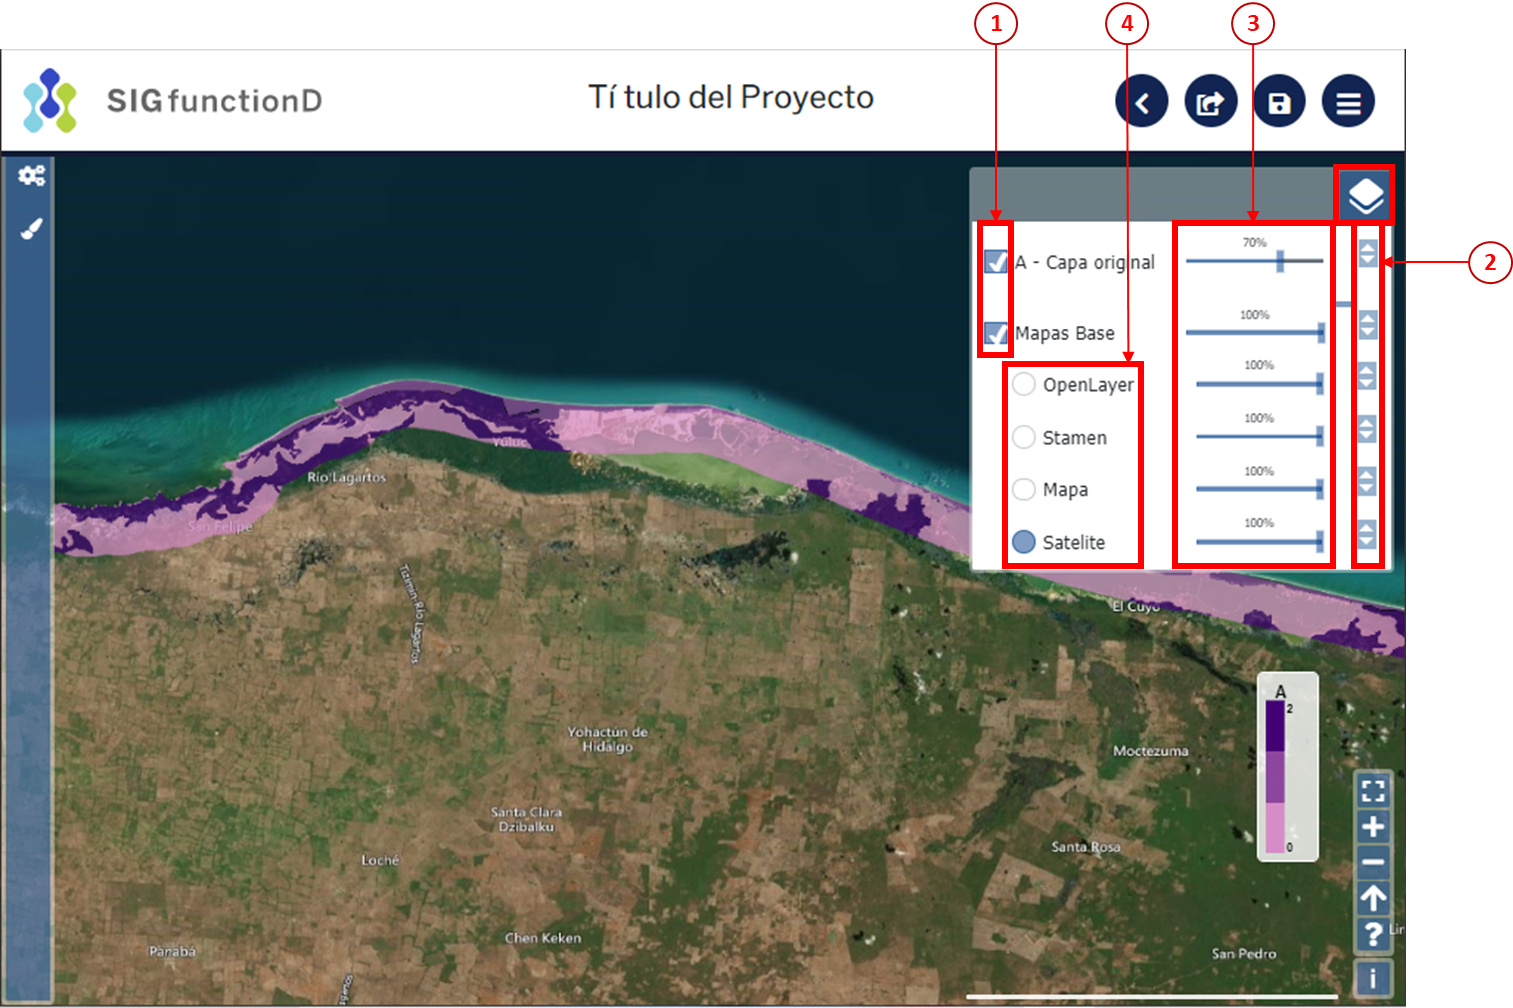 1
4
3
SIGfunctionD
Tí tulo del Proyecto
70%
A - Capa original
2
100%
Mapas Base
100%
OpenLayer
100%
Stamen
100%
Mapa
100%
Satelite
Yuluc
Río Lagartos
San Felipe
Tizimín-Río Lagartos
El Cuyo
A
2
0
Yohactún de
Hidalgo
Moctezuma
Santa Clara
Dzibalku
Santa Rosa
Loché
Chen Keken
Panabá
San Pedro
?
i